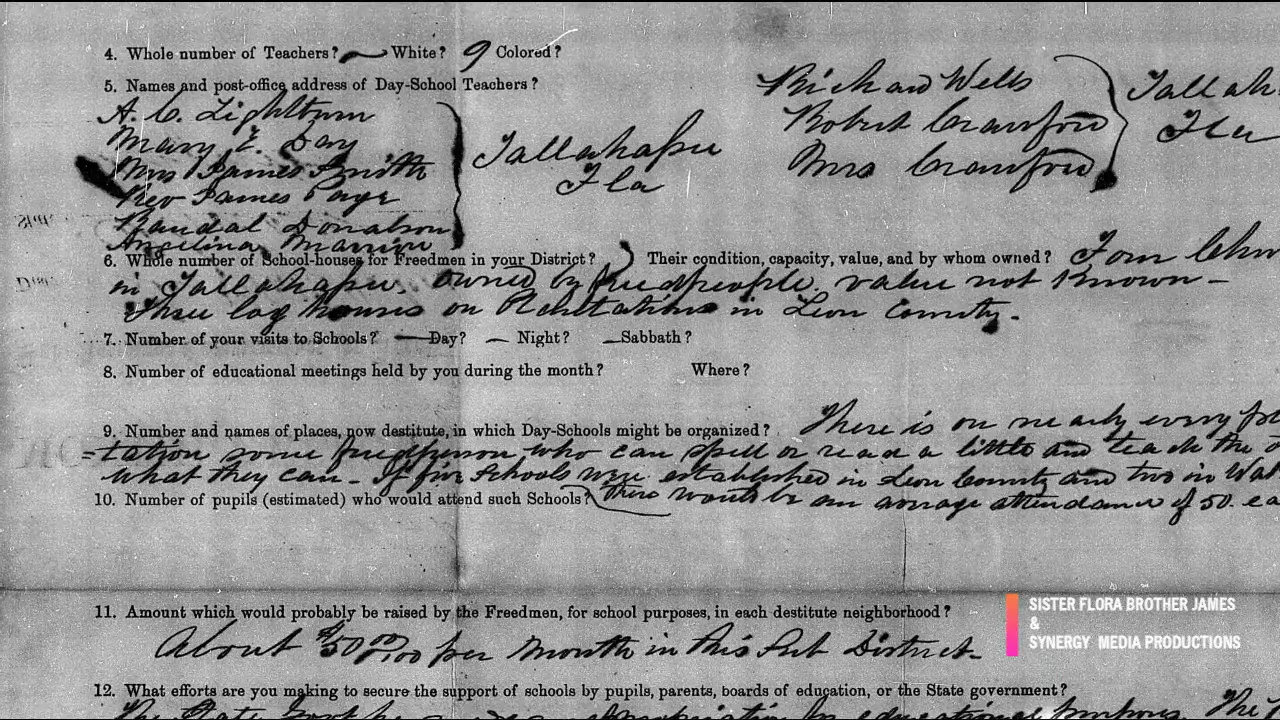 4. Whole number of Teachers? — White? 9 Colored?
5. Names and post-office address of Day-School Teachers?
A. C. Lightburn
Mary E. Day
Mrs James Smith
Rev James Page
Randal Donalson
Angelina
Tallahassee
Fla
Richard Wells
Robert Crawford
Mrs Crawford
Tallah
Fla
6. Whole number of School-houses for Freedmen in your District? 7 Their condition, capacity, value, and by whom owned? Four
in Tallahassee. owned by freedpeople. value not known -
Three log houses on Plantations in Leon County.
7. Number of your visits to Schools? — Day? — Night? — Sabbath?
8. Number of educational meetings held by you during the month? Where?
9. Number and names of places, now destitute, in which Day-Schools might be organized? There is on nearly every
=tation some freedperson who can spell or read a little and teach the
what they can - If five Schools were established in Leon County and two in
10. Number of pupils (estimated) who would attend such Schools? there would be an average attendance of 50.
11. Amount which would probably be raised by the Freedmen, for school purposes, in each destitute neighborhood?
About $50 per Month in this Sub District.
12. What efforts are you making to secure the support of schools by pupils, parents, boards of education, or the State government?
SISTER FLORA BROTHER JAMES
&
SYNERGY MEDIA PRODUCTIONS